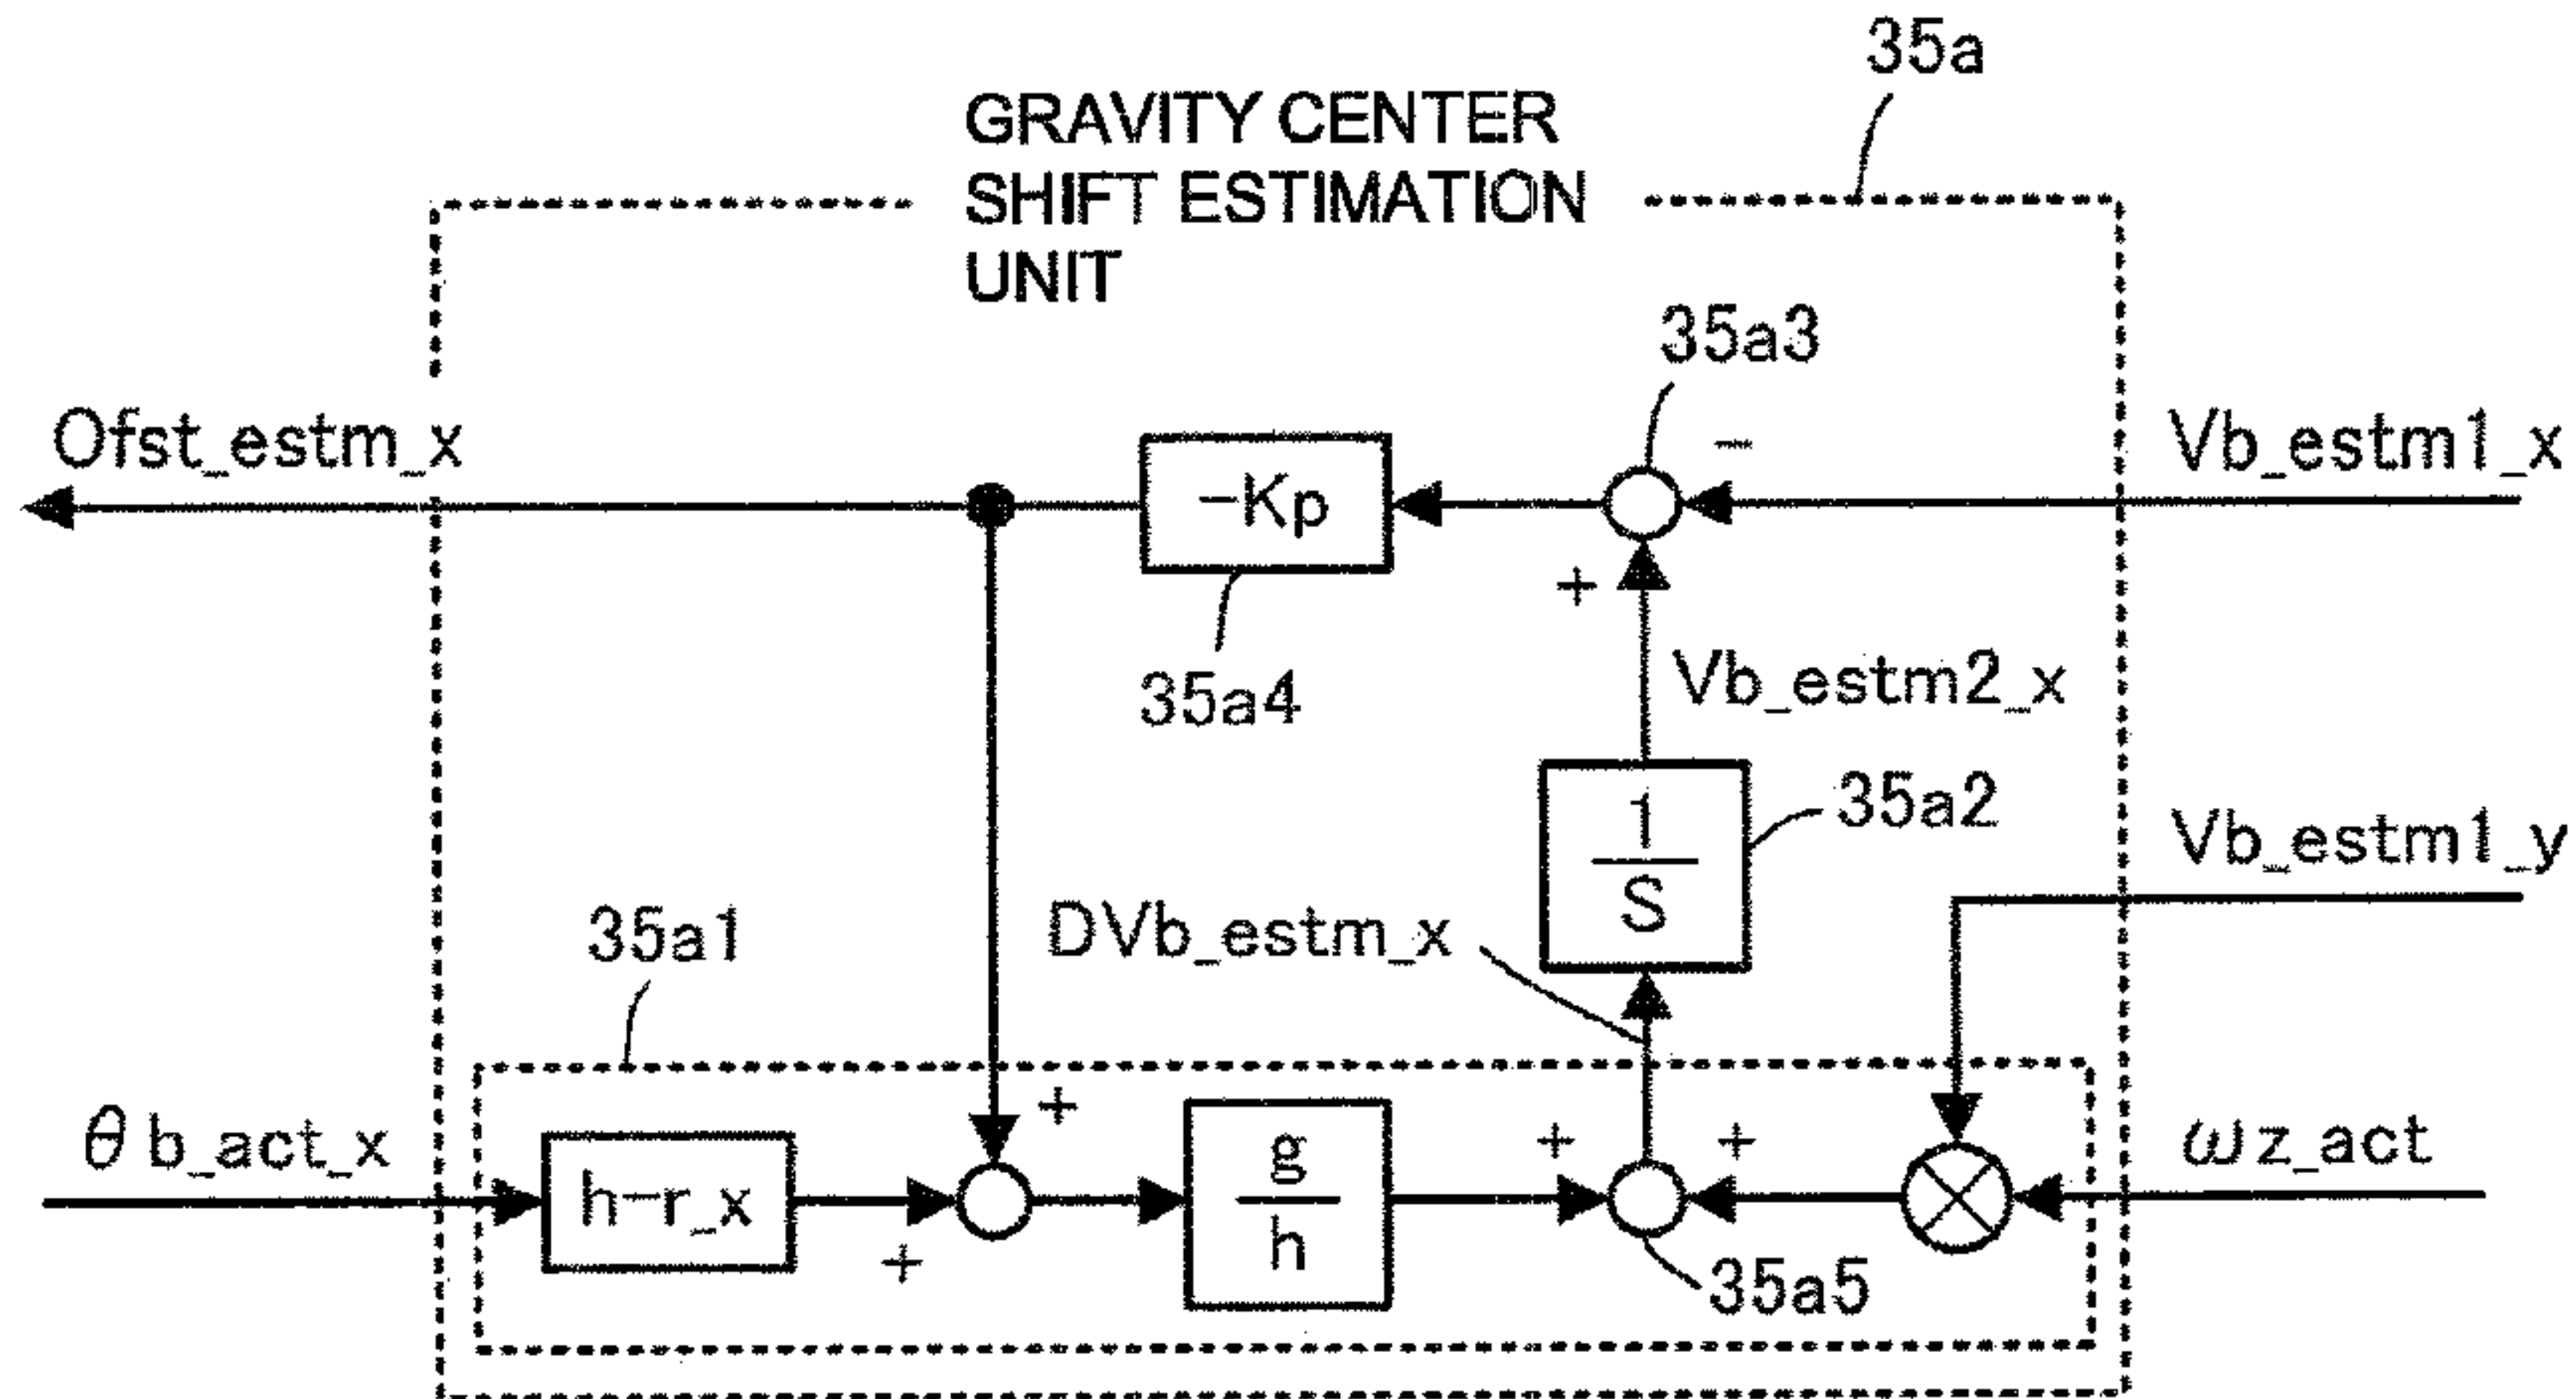 35a
GRAVITY CENTER
SHIFT ESTIMATION
UNIT
35a3
Ofst_estm_x
−Kp
−
Vb_estm1_x
+
35a4
Vb_estm2_x
1
S
35a2
Vb_estm1_y
35a1
DVb_estm_x
θb_act_x
h−r_x
+
+
g
h
+
+
ωz_act
35a5